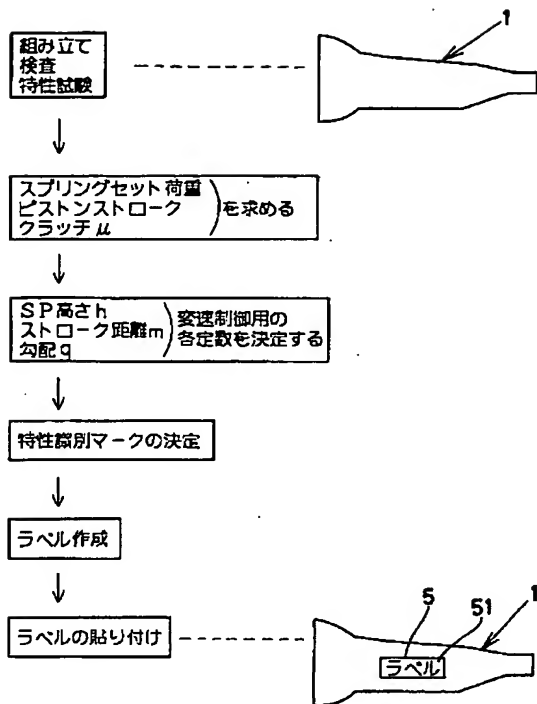 1
組み立て
検査
特性試験
スプリングセット荷重
ピストンストローク
クラッチμ
を求める
SP高さh
ストローク距離m
勾配q
変速制御用の
各定数を決定する
特性識別マークの決定
ラベル作成
ラベルの貼り付け
5
51
1
ラベル